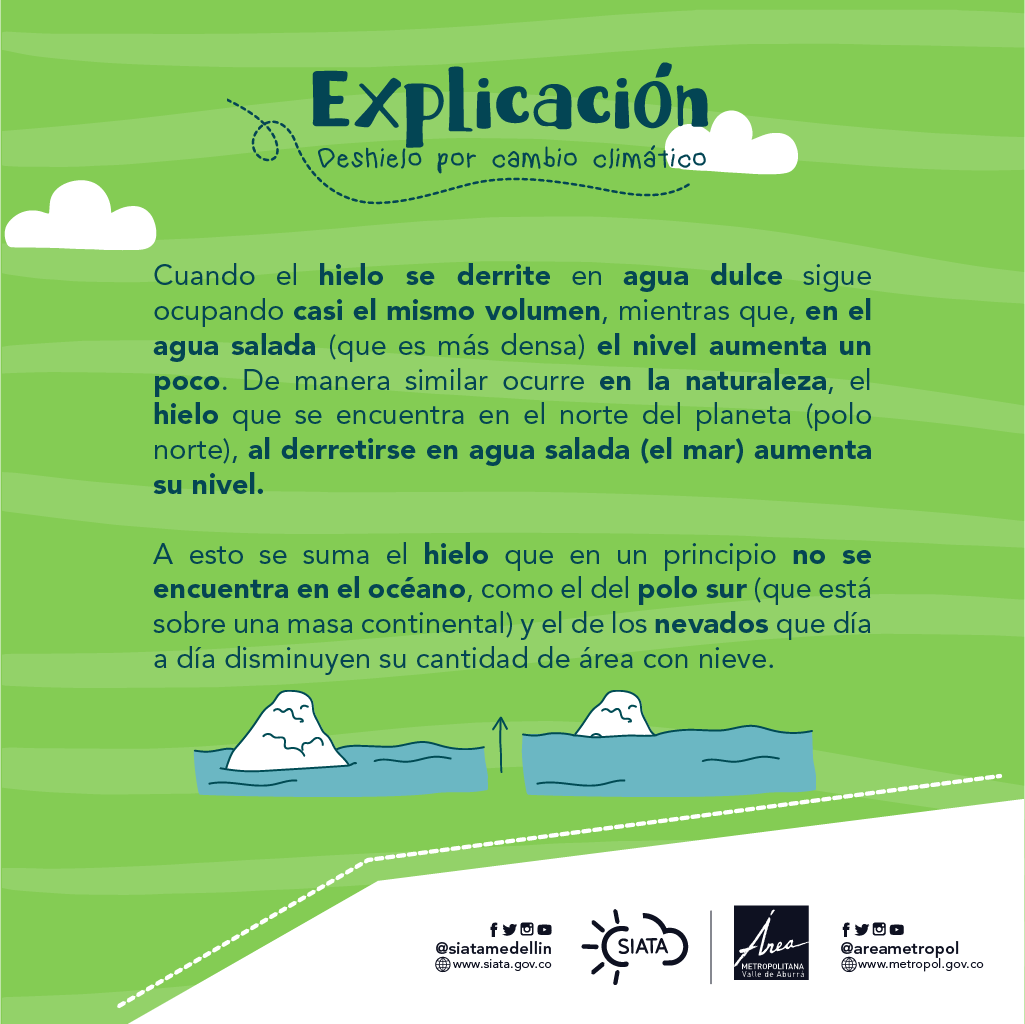 Explicación
Deshielo por cambio climático
Cuando el hielo se derrite en agua dulce sigue
ocupando casi el mismo volumen, mientras que, en el
agua salada (que es más densa) el nivel aumenta un
poco. De manera similar ocurre en la naturaleza, el
hielo que se encuentra en el norte del planeta (polo
norte), al derretirse en agua salada (el mar) aumenta
su nivel.
A esto se suma el hielo que en un principio no se
encuentra en el océano, como el del polo sur (que está
sobre una masa continental) y el de los nevados que día
a día disminuyen su cantidad de área con nieve.
@siatamedellin
www.siata.gov.co
SIATA
Área
METROPOLITANA
Valle de Aburrá
@areametropol
www.metropol.gov.co